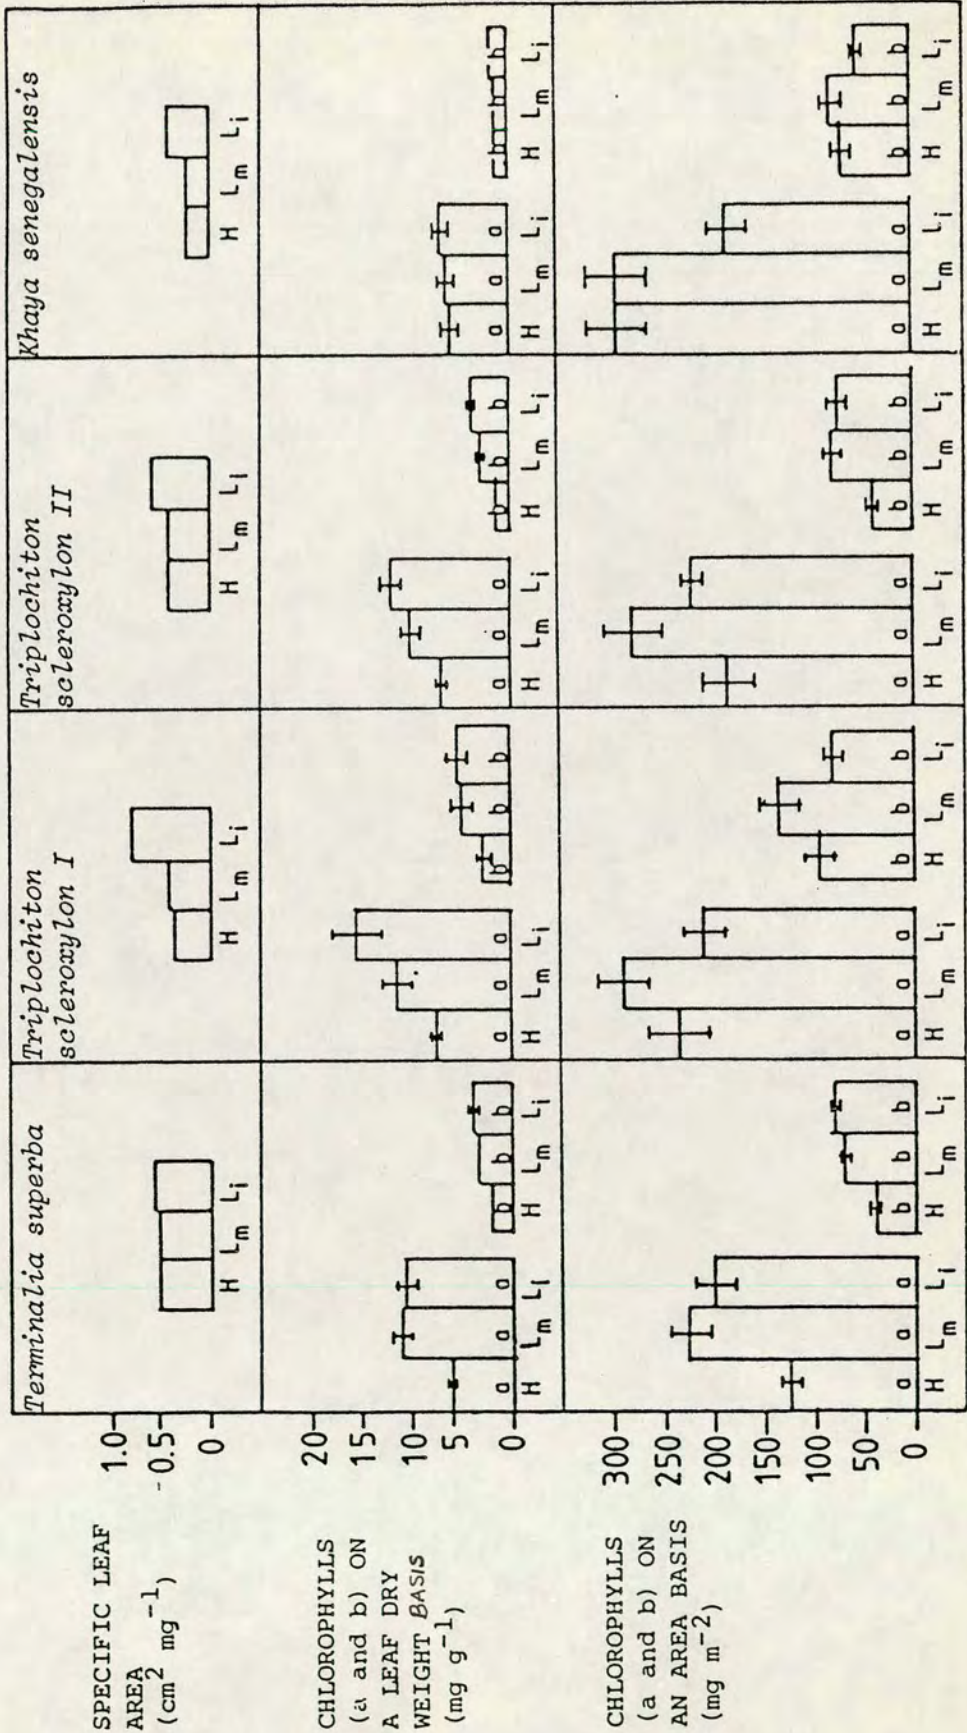 Terminalia superba
Triplochiton
scleroxylon I
Triplochiton
scleroxylon II
Khaya senegalensis
SPECIFIC LEAF
AREA
(cm² mg⁻¹)
1.0
0.5
0
H Lm Li
H Lm Li
H Lm Li
H Lm Li
CHLOROPHYLLS
(a and b) ON
A LEAF DRY
WEIGHT BASIS
(mg g⁻¹)
20
15
10
5
0
a a a b b b
H Lm Li H Lm Li
a a a b b b
H Lm Li H Lm Li
a a a b b b
H Lm Li H Lm Li
a a a b b b
H Lm Li H Lm Li
CHLOROPHYLLS
(a and b) ON
AN AREA BASIS
(mg m⁻²)
300
250
200
150
100
50
0
a a a b b b
H Lm Li H Lm Li
a a a b b b
H Lm Li H Lm Li
a a a b b b
H Lm Li H Lm Li
a a a b b b
H Lm Li H Lm Li